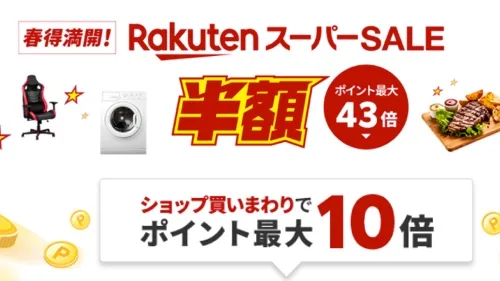 春得満開!
Rakuten スーパーSALE
半額
ポイント最大
43倍
ショップ買いまわりで
ポイント最大10倍
P
P
P